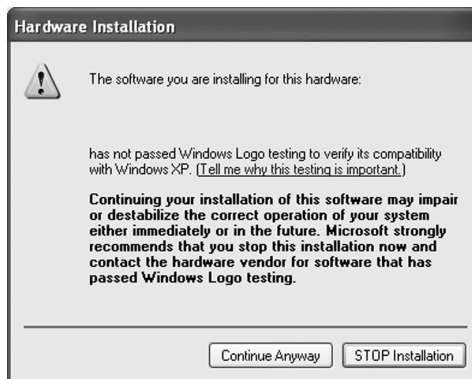 Hardware Installation
The software you are installing for this hardware:
has not passed Windows Logo testing to verify its compatibility
with Windows XP. (Tell me why this testing is important.)
Continuing your installation of this software may impair
or destabilize the correct operation of your system
either immediately or in the future. Microsoft strongly
recommends that you stop this installation now and
contact the hardware vendor for software that has
passed Windows Logo testing.
Continue Anyway
STOP Installation